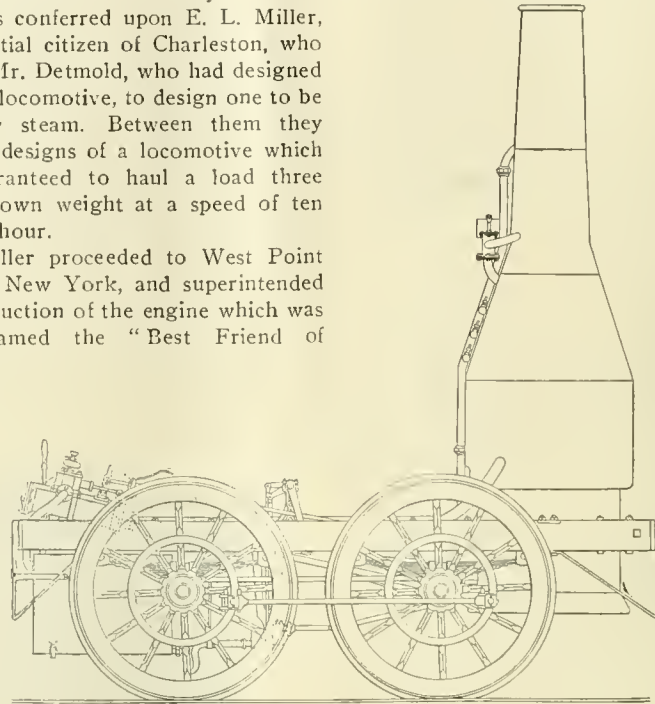 s conferred upon E. L. Miller,
tial citizen of Charleston, who
Mr. Detmold, who had designed
locomotive, to design one to be
steam. Between them they
designs of a locomotive which
ranteed to haul a load three
own weight at a speed of ten
hour.
ller proceeded to West Point
New York, and superintended
uction of the engine which was
amed the "Best Friend of